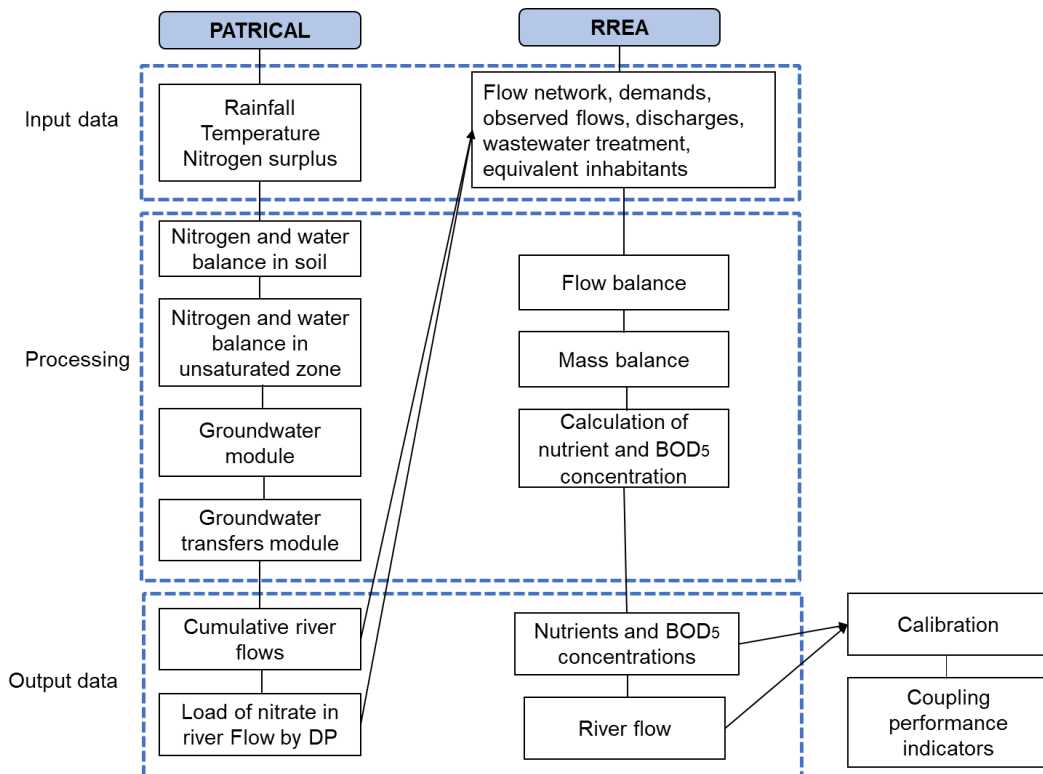 PATRICAL
RREA
Input data
Rainfall
Temperature
Nitrogen surplus
Flow network, demands,
observed flows, discharges,
wastewater treatment,
equivalent inhabitants
Processing
Nitrogen and water
balance in soil
Nitrogen and water
balance in
unsaturated zone
Groundwater
module
Groundwater
transfers module
Flow balance
Mass balance
Calculation of
nutrient and BOD5
concentration
Output data
Cumulative river
flows
Load of nitrate in
river Flow by DP
Nutrients and BOD5
concentrations
River flow
Calibration
Coupling
performance
indicators